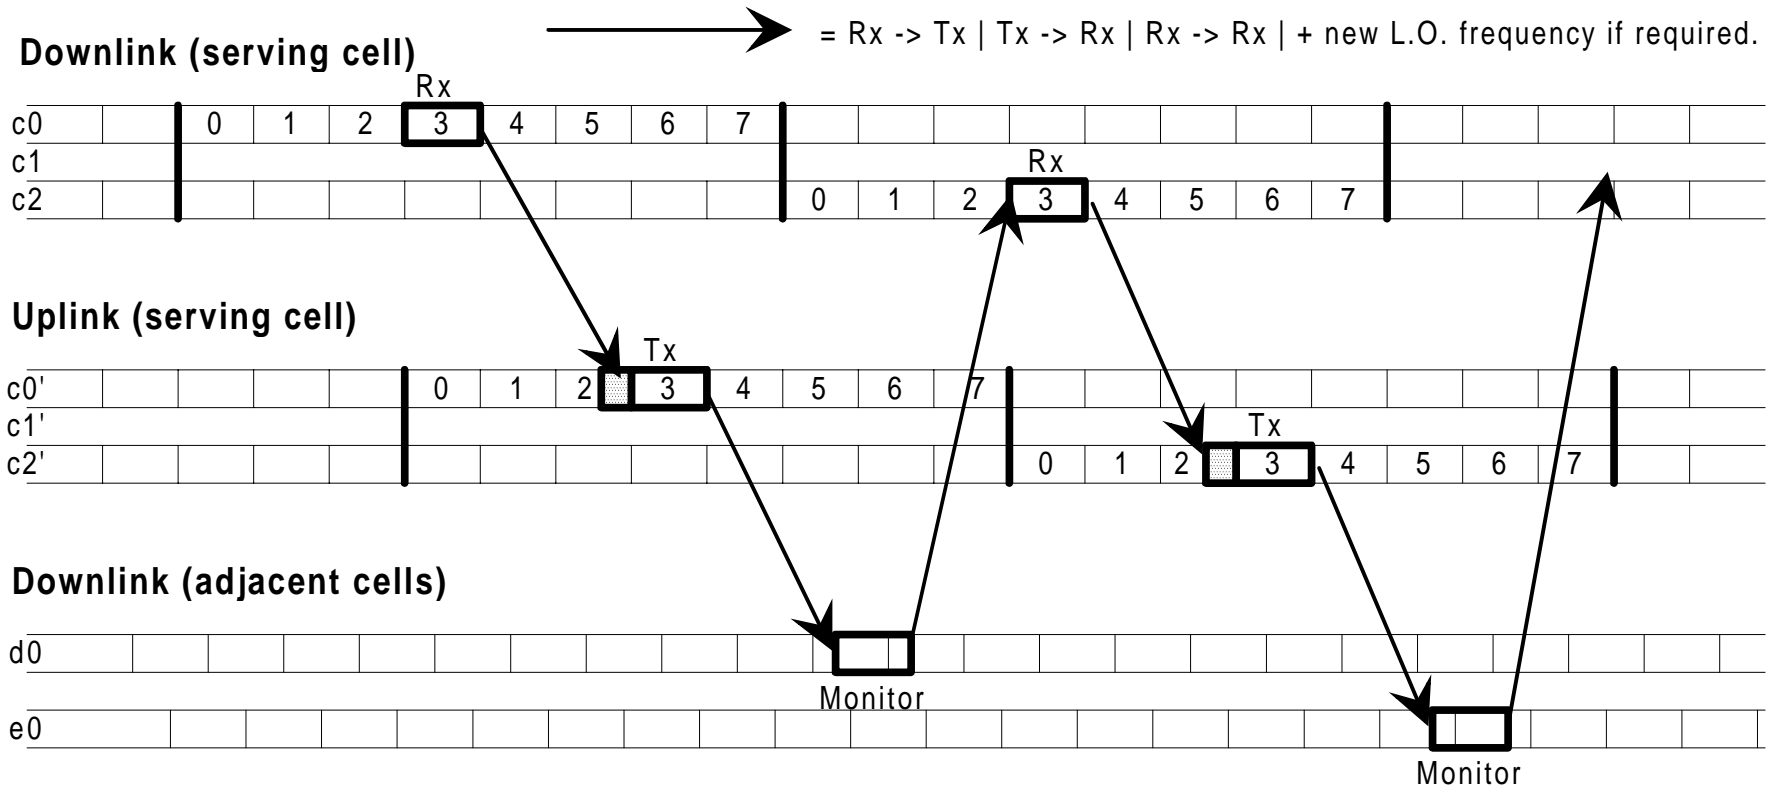 = Rx -> Tx | Tx -> Rx | Rx -> Rx | + new L.O. frequency if required.
Downlink (serving cell)
Rx
c0 0 1 2 3 4 5 6 7
c1 Rx
c2 0 1 2 3 4 5 6 7
Uplink (serving cell)
Tx
c0' 0 1 2 3 4 5 6 7
c1' Tx
c2' 0 1 2 3 4 5 6 7
Downlink (adjacent cells)
d0
Monitor
e0
Monitor